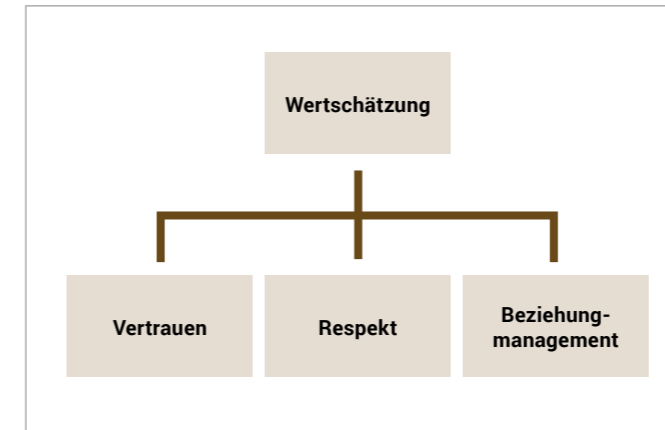 Wertschätzung
Vertrauen
Respekt
Beziehung-
management